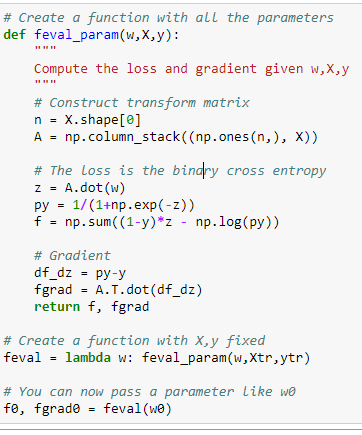 # Create a function with all the parameters
def feval_param(w,X,y):
    """
    Compute the loss and gradient given w,X,y
    """
    # Construct transform matrix
    n = X.shape[0]
    A = np.column_stack((np.ones(n,), X))

    # The loss is the binary cross entropy
    z = A.dot(w)
    py = 1/(1+np.exp(-z))
    f = np.sum((1-y)*z - np.log(py))

    # Gradient
    df_dz = py-y
    fgrad = A.T.dot(df_dz)
    return f, fgrad

# Create a function with X,y fixed
feval = lambda w: feval_param(w,Xtr,ytr)

# You can now pass a parameter like w0
f0, fgrad0 = feval(w0)